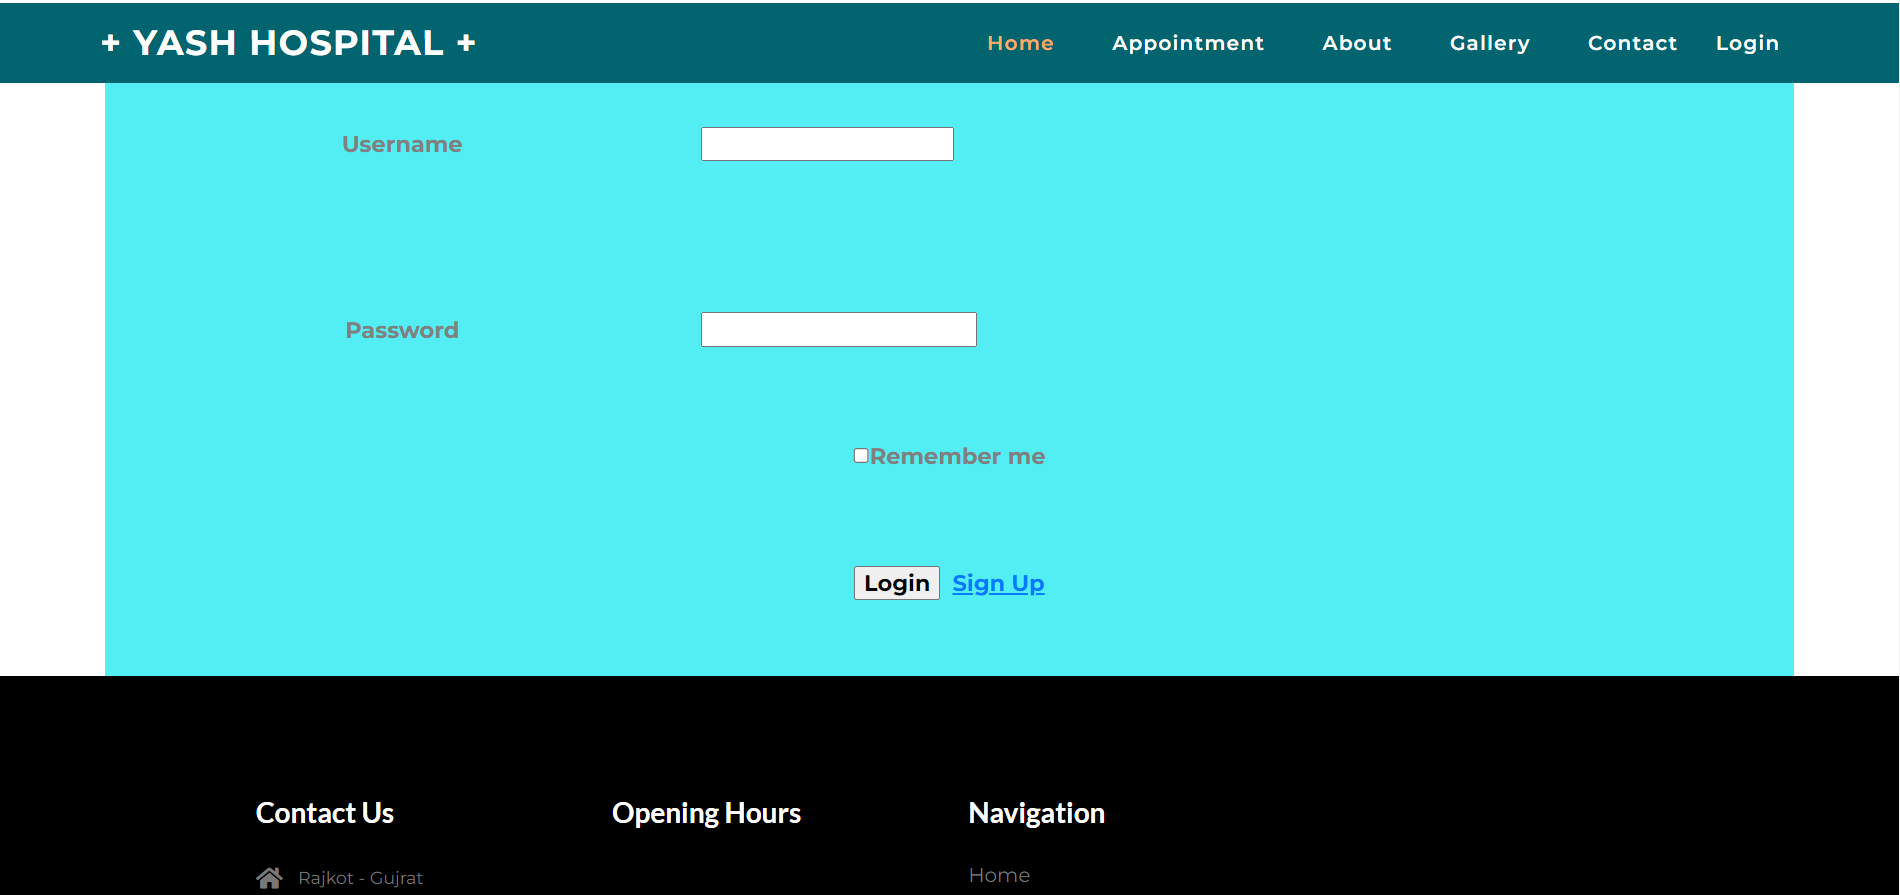 + YASH HOSPITAL + Home Appointment About Gallery Contact Login
Username
Password
Remember me
Login Sign Up
Contact Us Opening Hours Navigation
Rajkot - Gujrat Home